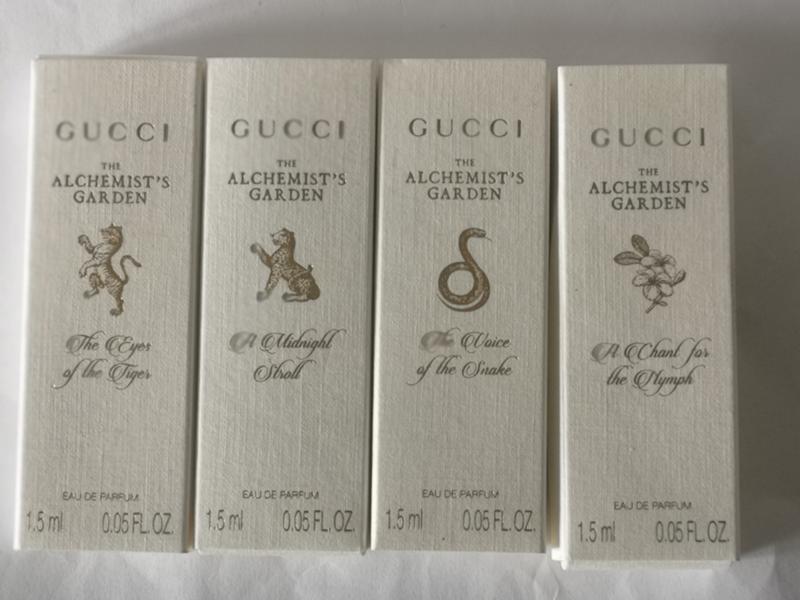 GUCCI
THE
ALCHEMIST'S
GARDEN
The Eyes
of the Tiger
EAU DE PARFUM
1.5 ml 0.05 FL. OZ.
GUCCI
THE
ALCHEMIST'S
GARDEN
A Midnight
Stroll
EAU DE PARFUM
1.5 ml 0.05 FL. OZ.
GUCCI
THE
ALCHEMIST'S
GARDEN
The Voice
of the Snake
EAU DE PARFUM
1.5 ml 0.05 FL. OZ.
GUCCI
THE
ALCHEMIST'S
GARDEN
A Chant for
the Nymph
EAU DE PARFUM
1.5 ml 0.05 FL. OZ.